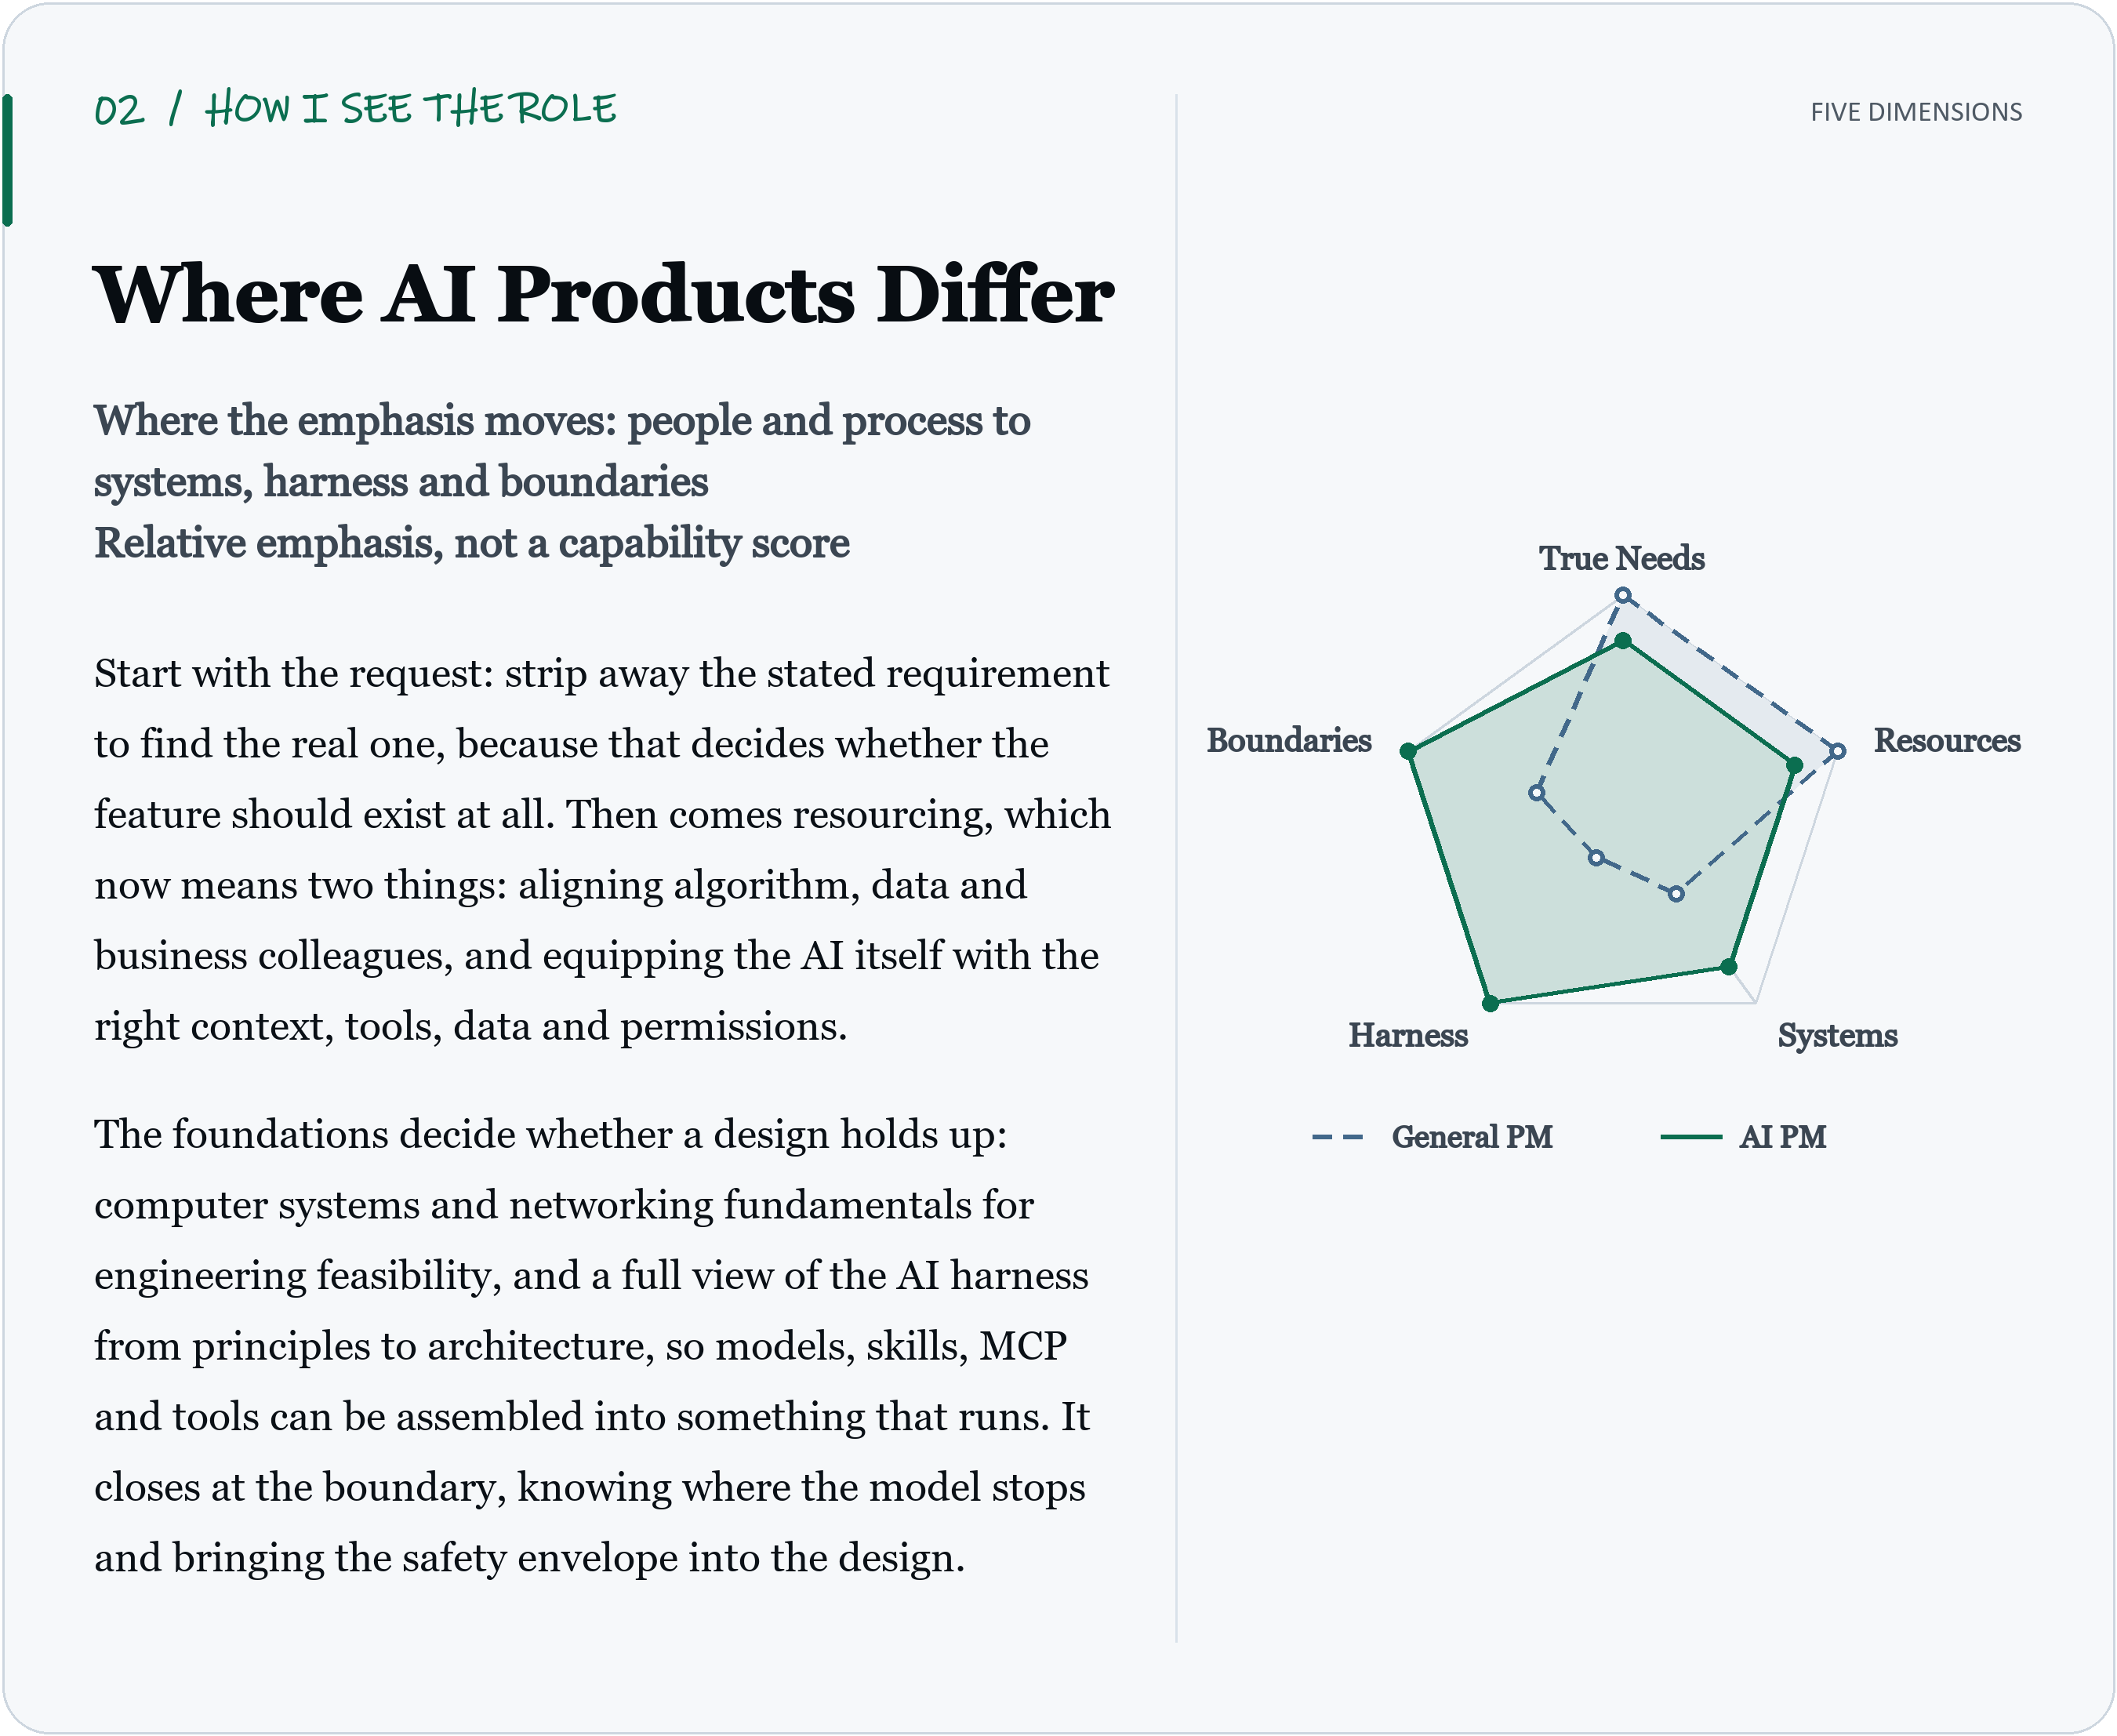 02 / HOW I SEE THE ROLE
FIVE DIMENSIONS
Where AI Products Differ
Where the emphasis moves: people and process to
systems, harness and boundaries
Relative emphasis, not a capability score
Start with the request: strip away the stated requirement
to find the real one, because that decides whether the
feature should exist at all. Then comes resourcing, which
now means two things: aligning algorithm, data and
business colleagues, and equipping the AI itself with the
right context, tools, data and permissions.
The foundations decide whether a design holds up:
computer systems and networking fundamentals for
engineering feasibility, and a full view of the AI harness
from principles to architecture, so models, skills, MCP
and tools can be assembled into something that runs. It
closes at the boundary, knowing where the model stops
and bringing the safety envelope into the design.
True Needs
Boundaries
Resources
Harness
Systems
General PM
AI PM